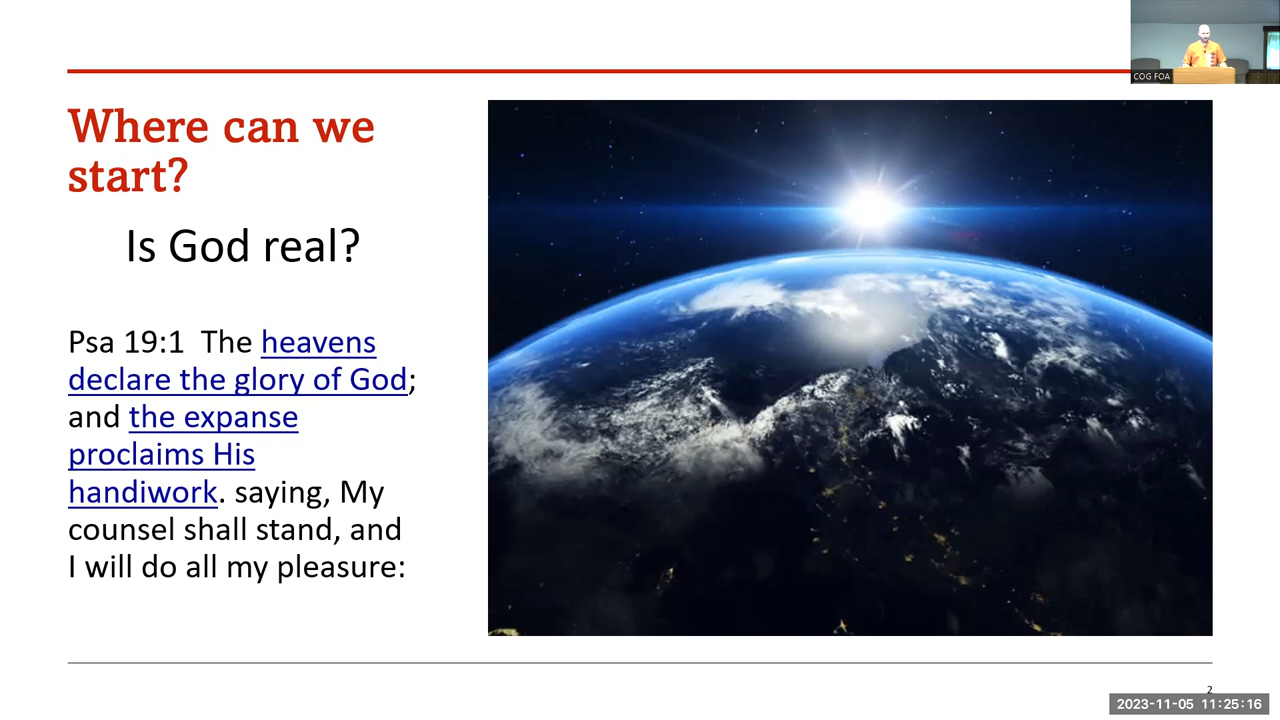 COG FOA
Where can we
start?
Is God real?
Psa 19:1  The heavens
declare the glory of God;
and the expanse
proclaims His
handiwork. saying, My
counsel shall stand, and
I will do all my pleasure:
2
2023-11-05 11:25:16